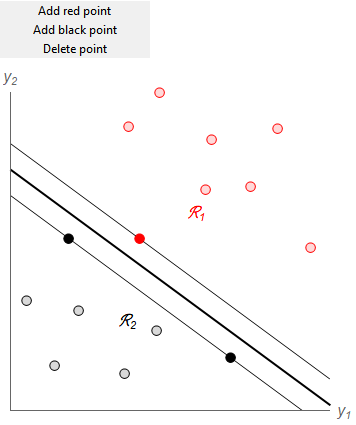 Add red point
Add black point
Delete point
y₂
ℛ₁
ℛ₂
y₁